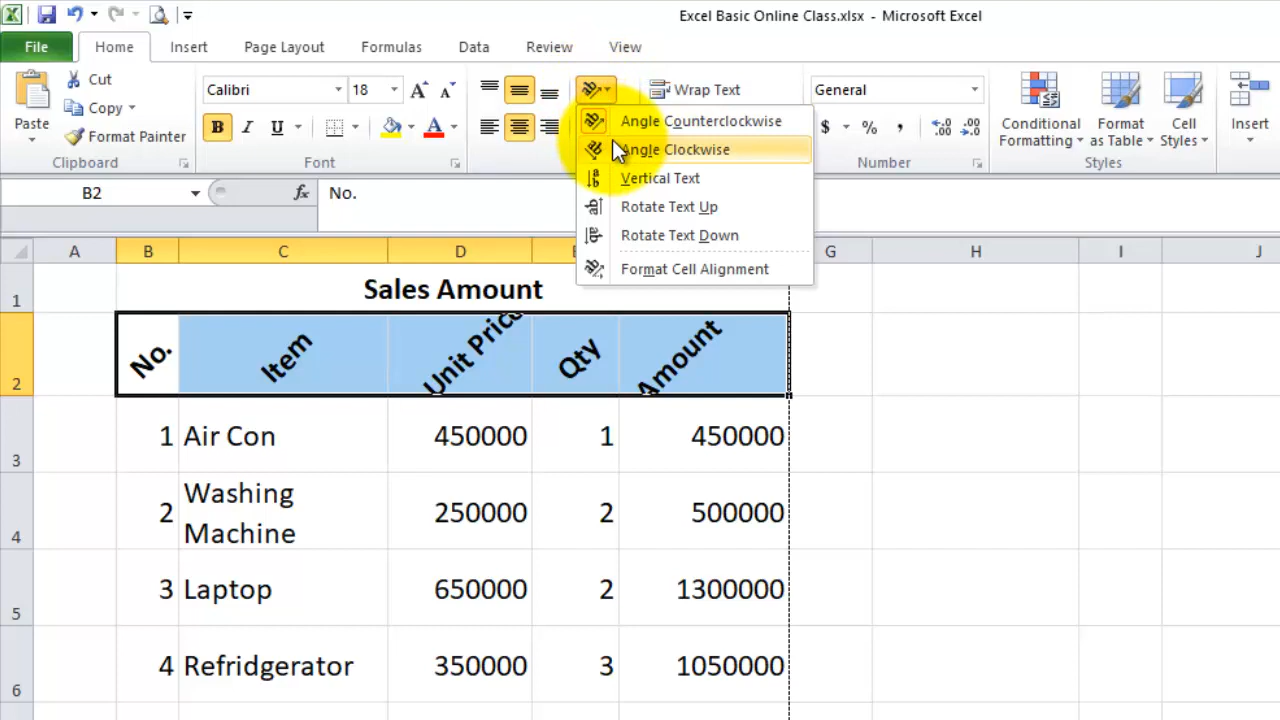 Excel Basic Online Class.xlsx - Microsoft Excel
File Home Insert Page Layout Formulas Data Review View
Paste
Cut
Copy
Format Painter
Clipboard
Calibri 18
B I U A
Font
Wrap Text
General
$ % ,
Number
Conditional Formatting
Format as Table
Cell Styles
Styles
Insert
Angle Counterclockwise
Angle Clockwise
Vertical Text
Rotate Text Up
Rotate Text Down
Format Cell Alignment
B2 fx No.
A B C D G H I J
1 Sales Amount
2 No. Item Unit Price Qty Amount
3 1 Air Con 450000 1 450000
Washing
4 2 250000 2 500000
Machine
5 3 Laptop 650000 2 1300000
6 4 Refridgerator 350000 3 1050000